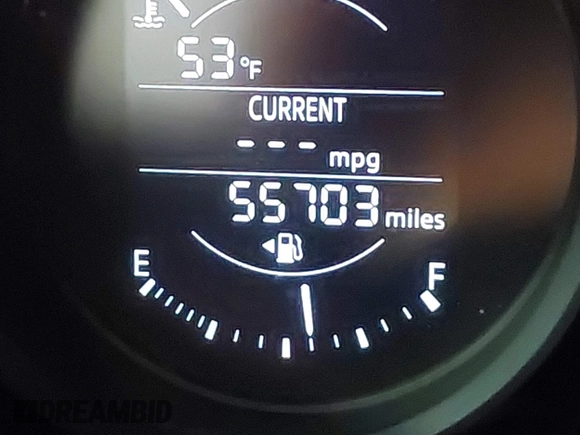 53°F
CURRENT
--- mpg
55703 miles
E F
DREAMBID